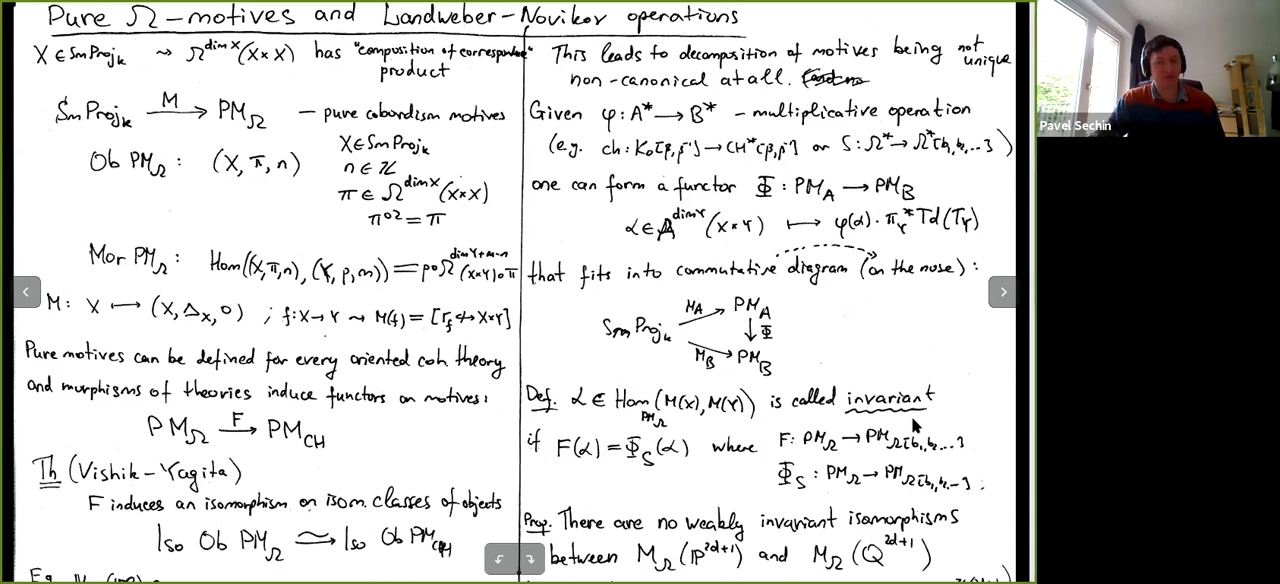 Pure Ω-motives and Landweber-Novikov operations
X ∈ SmProj_k ⇝ Ω^{dim X}(X×X) has "composition of correspondence"
product
SmProj_k —M→ PM_Ω — pure cobordism motives
Ob PM_Ω : (X, π, n)
X ∈ SmProj_k
n ∈ ℤ
π ∈ Ω^{dim X}(X×X)
π^{∘2} = π
Mor PM_Ω : Hom((X,π,n), (Y,ρ,m)) = ρ∘Ω^{dim Y+m-n}(X×Y)∘π
M: X ⟼ (X, Δ_X, 0) ; f: X→Y ⇝ M(f) = [Γ_f ↪ X×Y]
Pure motives can be defined for every oriented coh. theory
and morphisms of theories induce functors on motives:
PM_Ω —F→ PM_CH
Th (Vishik-Yagita)
F induces an isomorphism on isom. classes of objects
Iso Ob PM_Ω ≅ Iso Ob PM_CH
This leads to decomposition of motives being not unique
non-canonical at all.
Given φ: A* → B* - multiplicative operation
(e.g. ch: K_0[β,β^{-1}] → CH*[β,β^{-1}] or S: Ω* → Ω*[b_1,b_2,...])
one can form a functor Φ : PM_A → PM_B
α ∈ A^{dim Y}(X×Y) ⟼ φ(α)·π_Y^* Td(T_Y)
that fits into commutative diagram (on the nose):
SmProj_k M_A PM_A
↓Φ
M_B PM_B
Def. α ∈ Hom_{PM_Ω}(M(X), M(Y)) is called invariant
if F(α) = Φ_S(α) where F: PM_Ω → PM_{Ω[b_1,b_2...]}
Φ_S : PM_Ω → PM_{Ω[b_1,b_2...]} ;
Prop. There are no weakly invariant isomorphisms
between M_Ω(ℙ^{2d+1}) and M_Ω(Q^{2d+1})
Pavel Sechin